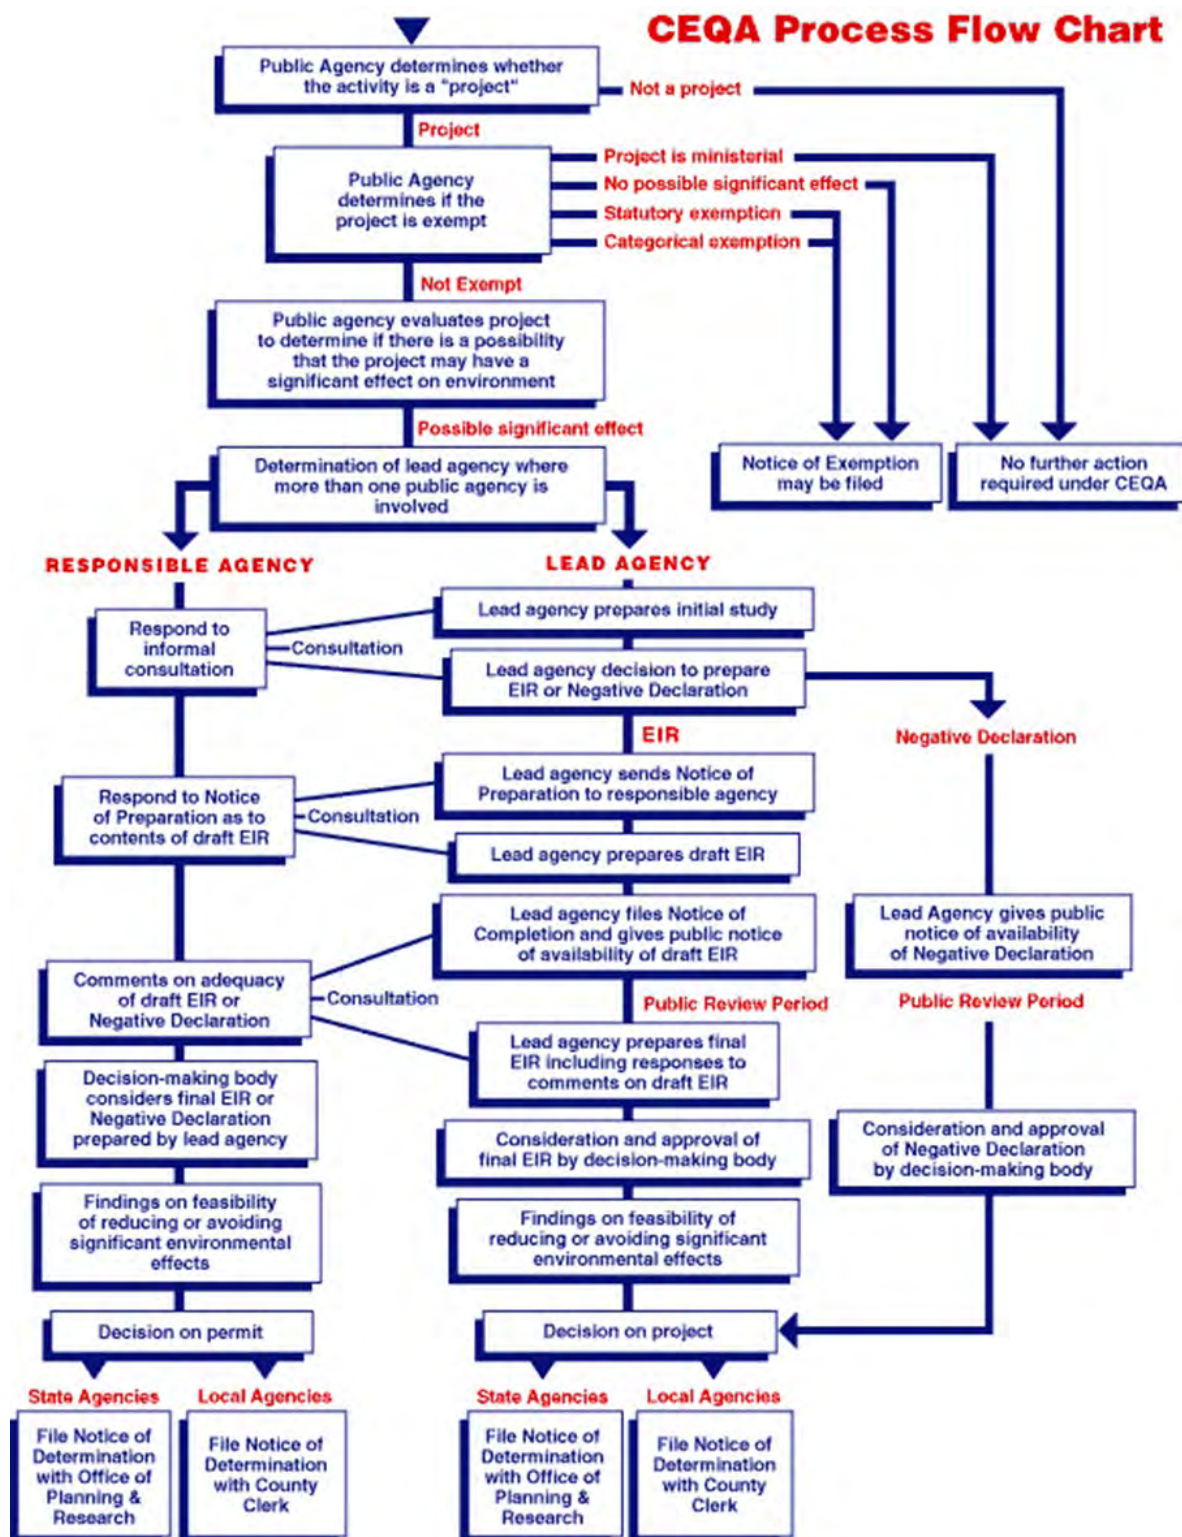 CEQA Process Flow Chart
Public Agency determines whether
the activity is a "project"
Not a project
Project
Public Agency
determines if the
project is exempt
Project is ministerial
No possible significant effect
Statutory exemption
Categorical exemption
Not Exempt
Public agency evaluates project
to determine if there is a possibility
that the project may have a
significant effect on environment
Possible significant effect
Notice of Exemption
may be filed
No further action
required under CEQA
Determination of lead agency where
more than one public agency is
involved
RESPONSIBLE AGENCY
LEAD AGENCY
Respond to
informal
consultation
Consultation
Lead agency prepares initial study
Lead agency decision to prepare
EIR or Negative Declaration
EIR
Negative Declaration
Respond to Notice
of Preparation as to
contents of draft EIR
Consultation
Lead agency sends Notice of
Preparation to responsible agency
Lead agency prepares draft EIR
Lead agency files Notice of
Completion and gives public notice
of availability of draft EIR
Lead Agency gives public
notice of availability
of Negative Declaration
Comments on adequacy
of draft EIR or
Negative Declaration
Consultation
Public Review Period
Public Review Period
Lead agency prepares final
EIR including responses to
comments on draft EIR
Decision-making body
considers final EIR or
Negative Declaration
prepared by lead agency
Consideration and approval of
final EIR by decision-making body
Consideration and approval
of Negative Declaration
by decision-making body
Findings on feasibility
of reducing or avoiding
significant environmental
effects
Findings on feasibility of
reducing or avoiding significant
environmental effects
Decision on permit
Decision on project
State Agencies
Local Agencies
State Agencies
Local Agencies
File Notice of
Determination
with Office of
Planning &
Research
File Notice of
Determination
with County
Clerk
File Notice of
Determination
with Office of
Planning &
Research
File Notice of
Determination
with County
Clerk